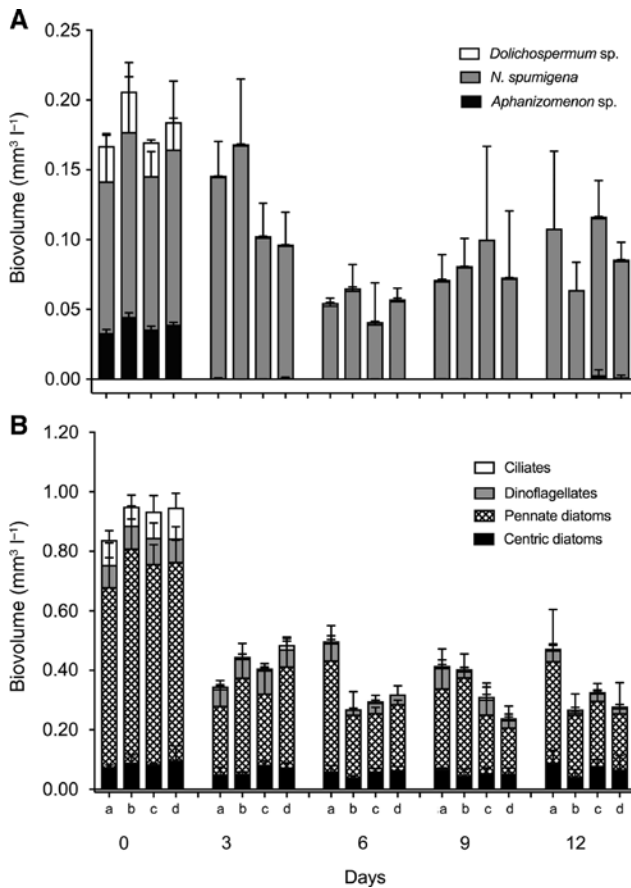 A
0.25
0.20
0.15
0.10
0.05
0.00
Biovolume (mm³ l⁻¹)
Dolichospermum sp.
N. spumigena
Aphanizomenon sp.
B
1.20
1.00
0.80
0.60
0.40
0.20
0.00
Biovolume (mm³ l⁻¹)
Ciliates
Dinoflagellates
Pennate diatoms
Centric diatoms
a b c d a b c d a b c d a b c d a b c d
0 3 6 9 12
Days